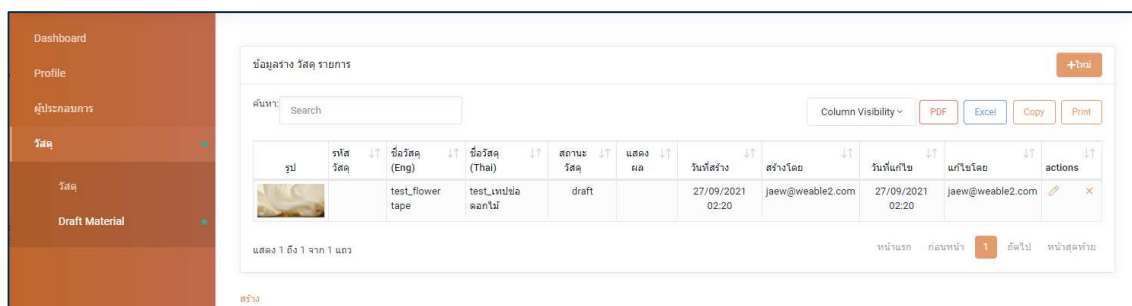 Dashboard
Profile
ผู้ประกอบการ
วัสดุ
วัสดุ
Draft Material
ข้อมูลร่าง วัสดุ รายการ
+ใหม่
ค้นหา:
Search
Column Visibility
PDF
Excel
Copy
Print
รูป
รหัส
วัสดุ
ชื่อวัสดุ
(Eng)
ชื่อวัสดุ
(Thai)
สถานะ
วัสดุ
แสดง
ผล
วันที่สร้าง
สร้างโดย
วันที่แก้ไข
แก้ไขโดย
actions
test_flower
tape
test_เทปช่อ
ดอกไม้
draft
27/09/2021
02:20
jaew@weable2.com
27/09/2021
02:20
jaew@weable2.com
แสดง 1 ถึง 1 จาก 1 แถว
หน้าแรก
ก่อนหน้า
1
ถัดไป
หน้าสุดท้าย
สร้าง